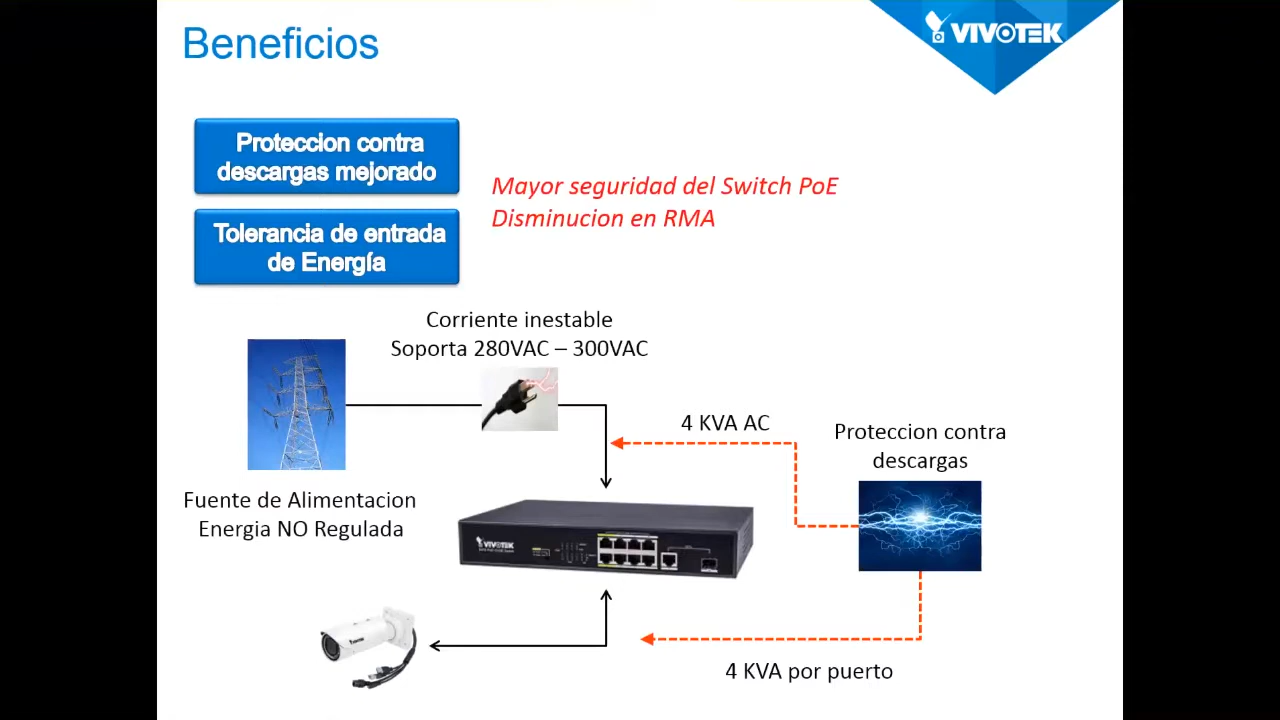 Beneficios
VIVOTEK
Proteccion contra
descargas mejorado
Tolerancia de entrada
de Energía
Mayor seguridad del Switch PoE
Disminucion en RMA
Corriente inestable
Soporta 280VAC – 300VAC
4 KVA AC
Proteccion contra
descargas
Fuente de Alimentacion
Energia NO Regulada
VIVOTEK
4 KVA por puerto